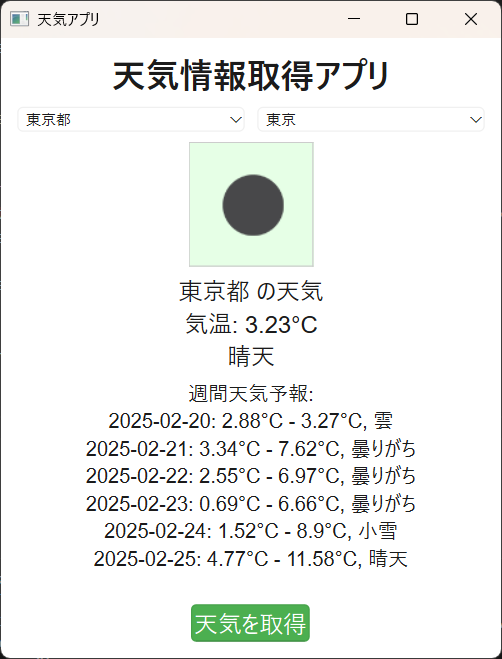 天気アプリ
天気情報取得アプリ
東京都 東京
東京都 の天気
気温: 3.23°C
晴天
週間天気予報:
2025-02-20: 2.88°C - 3.27°C, 雲
2025-02-21: 3.34°C - 7.62°C, 曇りがち
2025-02-22: 2.55°C - 6.97°C, 曇りがち
2025-02-23: 0.69°C - 6.66°C, 曇りがち
2025-02-24: 1.52°C - 8.9°C, 小雪
2025-02-25: 4.77°C - 11.58°C, 晴天
天気を取得